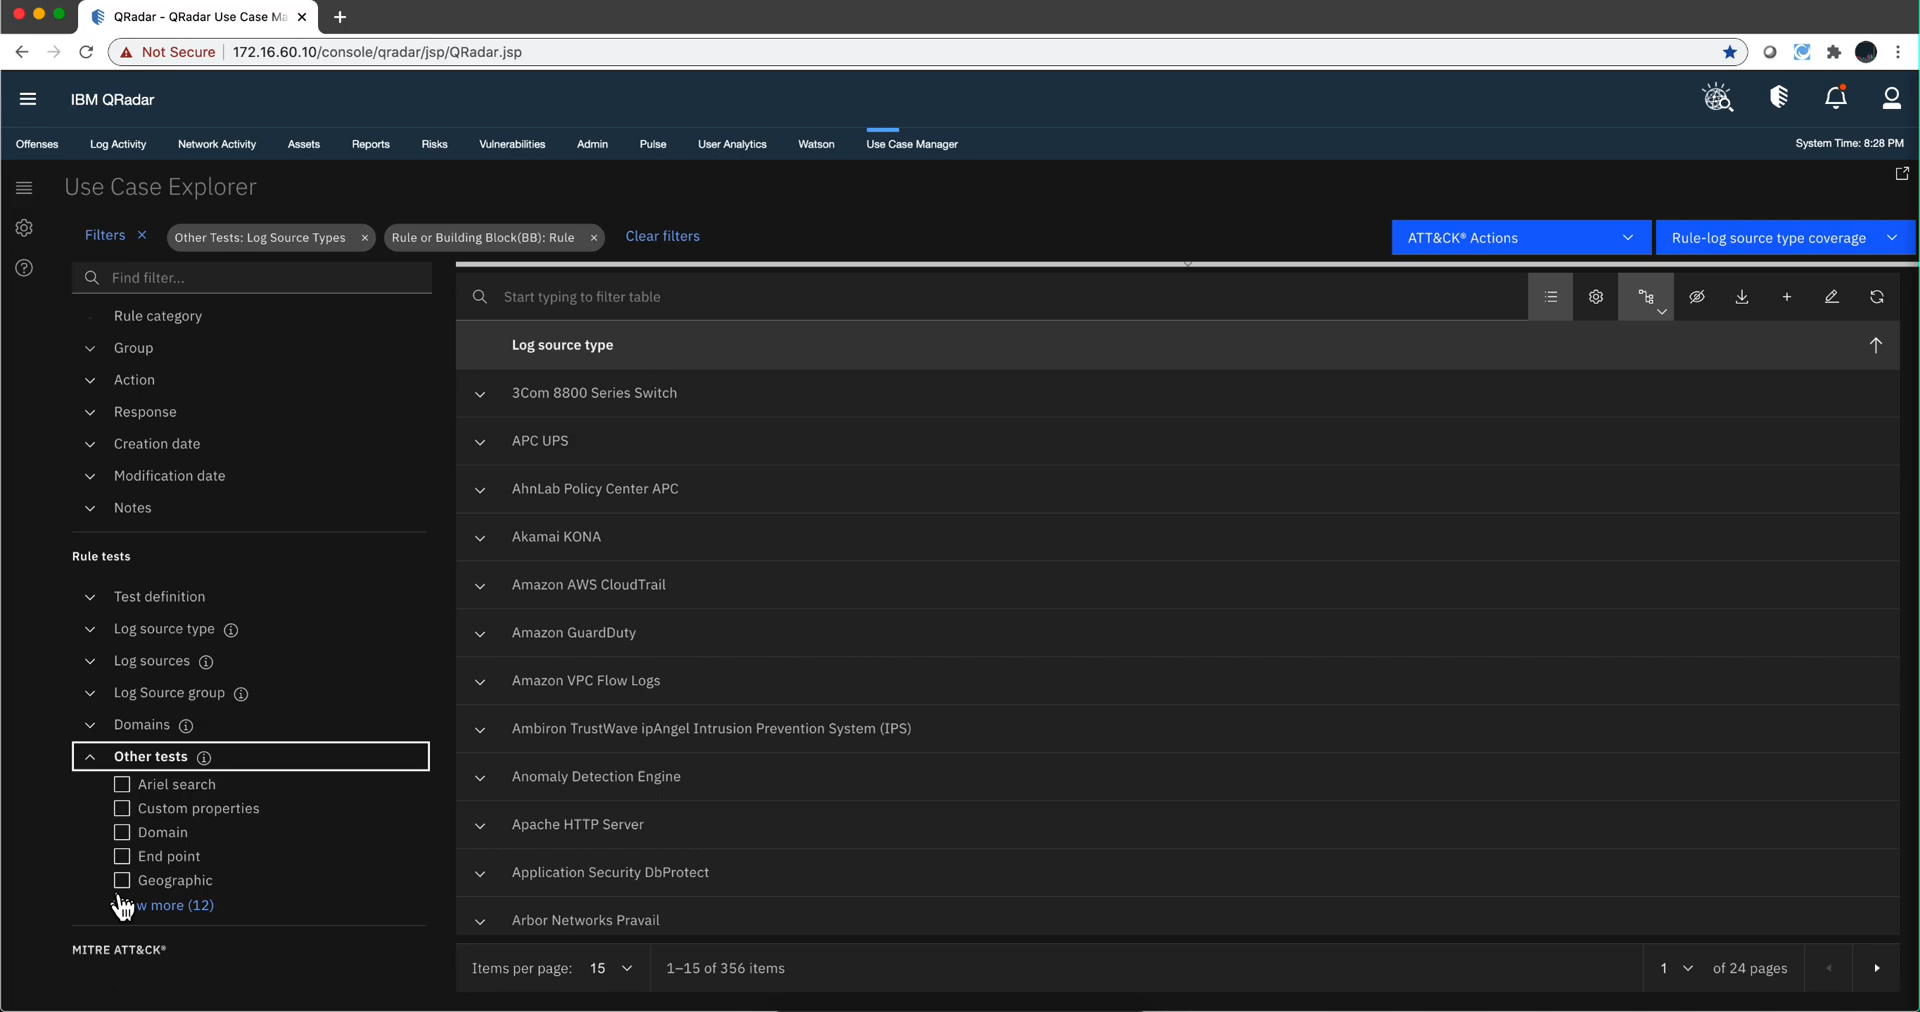 QRadar - QRadar Use Case Ma
Not Secure 172.16.60.10/console/qradar/jsp/QRadar.jsp
IBM QRadar
Offenses Log Activity Network Activity Assets Reports Risks Vulnerabilities Admin Pulse User Analytics Watson Use Case Manager System Time: 8:28 PM
Use Case Explorer
Filters Other Tests: Log Source Types Rule or Building Block(BB): Rule Clear filters ATT&CK® Actions Rule-log source type coverage
Find filter...
Rule category
Group
Action
Response
Creation date
Modification date
Notes
Rule tests
Test definition
Log source type
Log sources
Log Source group
Domains
Other tests
Ariel search
Custom properties
Domain
End point
Geographic
w more (12)
MITRE ATT&CK®
Start typing to filter table
Log source type
3Com 8800 Series Switch
APC UPS
AhnLab Policy Center APC
Akamai KONA
Amazon AWS CloudTrail
Amazon GuardDuty
Amazon VPC Flow Logs
Ambiron TrustWave ipAngel Intrusion Prevention System (IPS)
Anomaly Detection Engine
Apache HTTP Server
Application Security DbProtect
Arbor Networks Pravail
Items per page: 15 1–15 of 356 items 1 of 24 pages